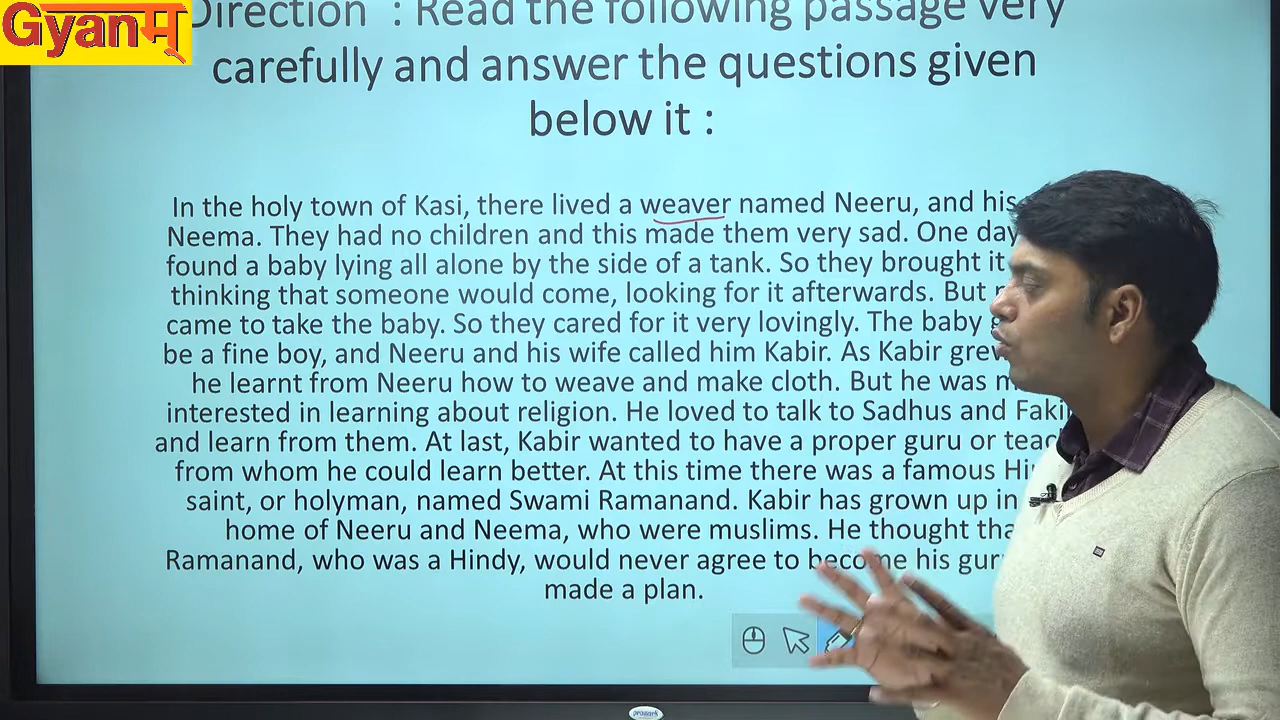 Gyanम्
Direction : Read the following passage very
carefully and answer the questions given
below it :
In the holy town of Kasi, there lived a weaver named Neeru, and his
Neema. They had no children and this made them very sad. One day
found a baby lying all alone by the side of a tank. So they brought it
thinking that someone would come, looking for it afterwards. But
came to take the baby. So they cared for it very lovingly. The baby
be a fine boy, and Neeru and his wife called him Kabir. As Kabir grew
he learnt from Neeru how to weave and make cloth. But he was
interested in learning about religion. He loved to talk to Sadhus and
and learn from them. At last, Kabir wanted to have a proper guru or
from whom he could learn better. At this time there was a famous
saint, or holyman, named Swami Ramanand. Kabir has grown up in
home of Neeru and Neema, who were muslims. He thought
Ramanand, who was a Hindy, would never agree to become his
made a plan.